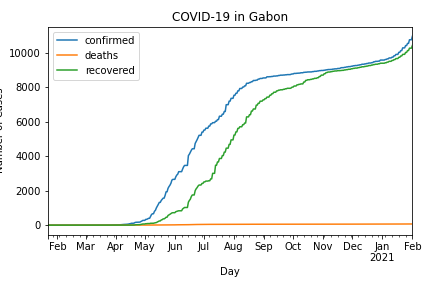 COVID-19 in Gabon
confirmed
deaths
recovered
10000
8000
6000
4000
2000
0
Feb Mar Apr May Jun Jul Aug Sep Oct Nov Dec Jan Feb
2021
Day